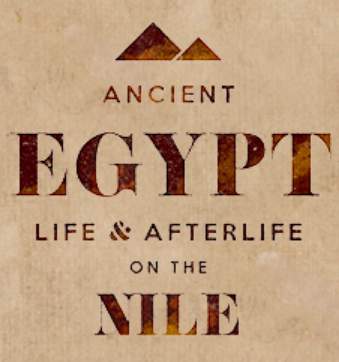 ANCIENT
EGYPT
LIFE & AFTERLIFE
ON THE
NILE